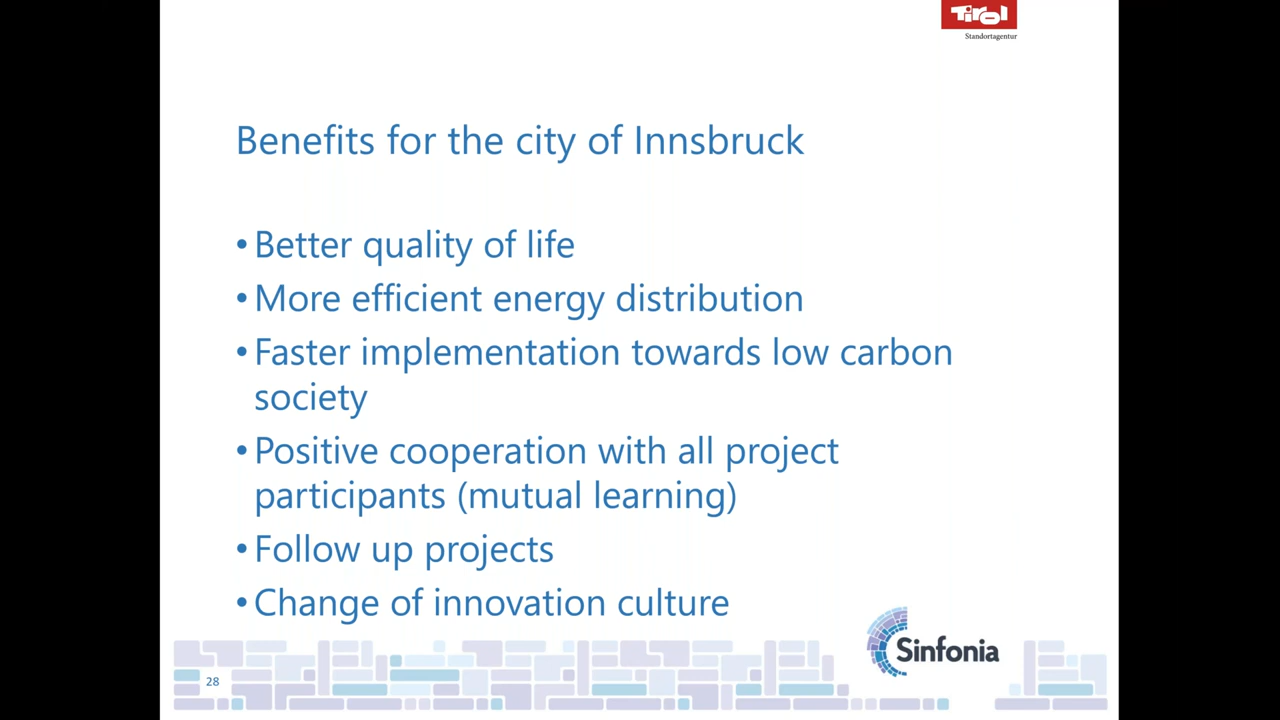 Tirol
Standortagentur
Benefits for the city of Innsbruck
• Better quality of life
• More efficient energy distribution
• Faster implementation towards low carbon
society
• Positive cooperation with all project
participants (mutual learning)
• Follow up projects
• Change of innovation culture
Sinfonia
28